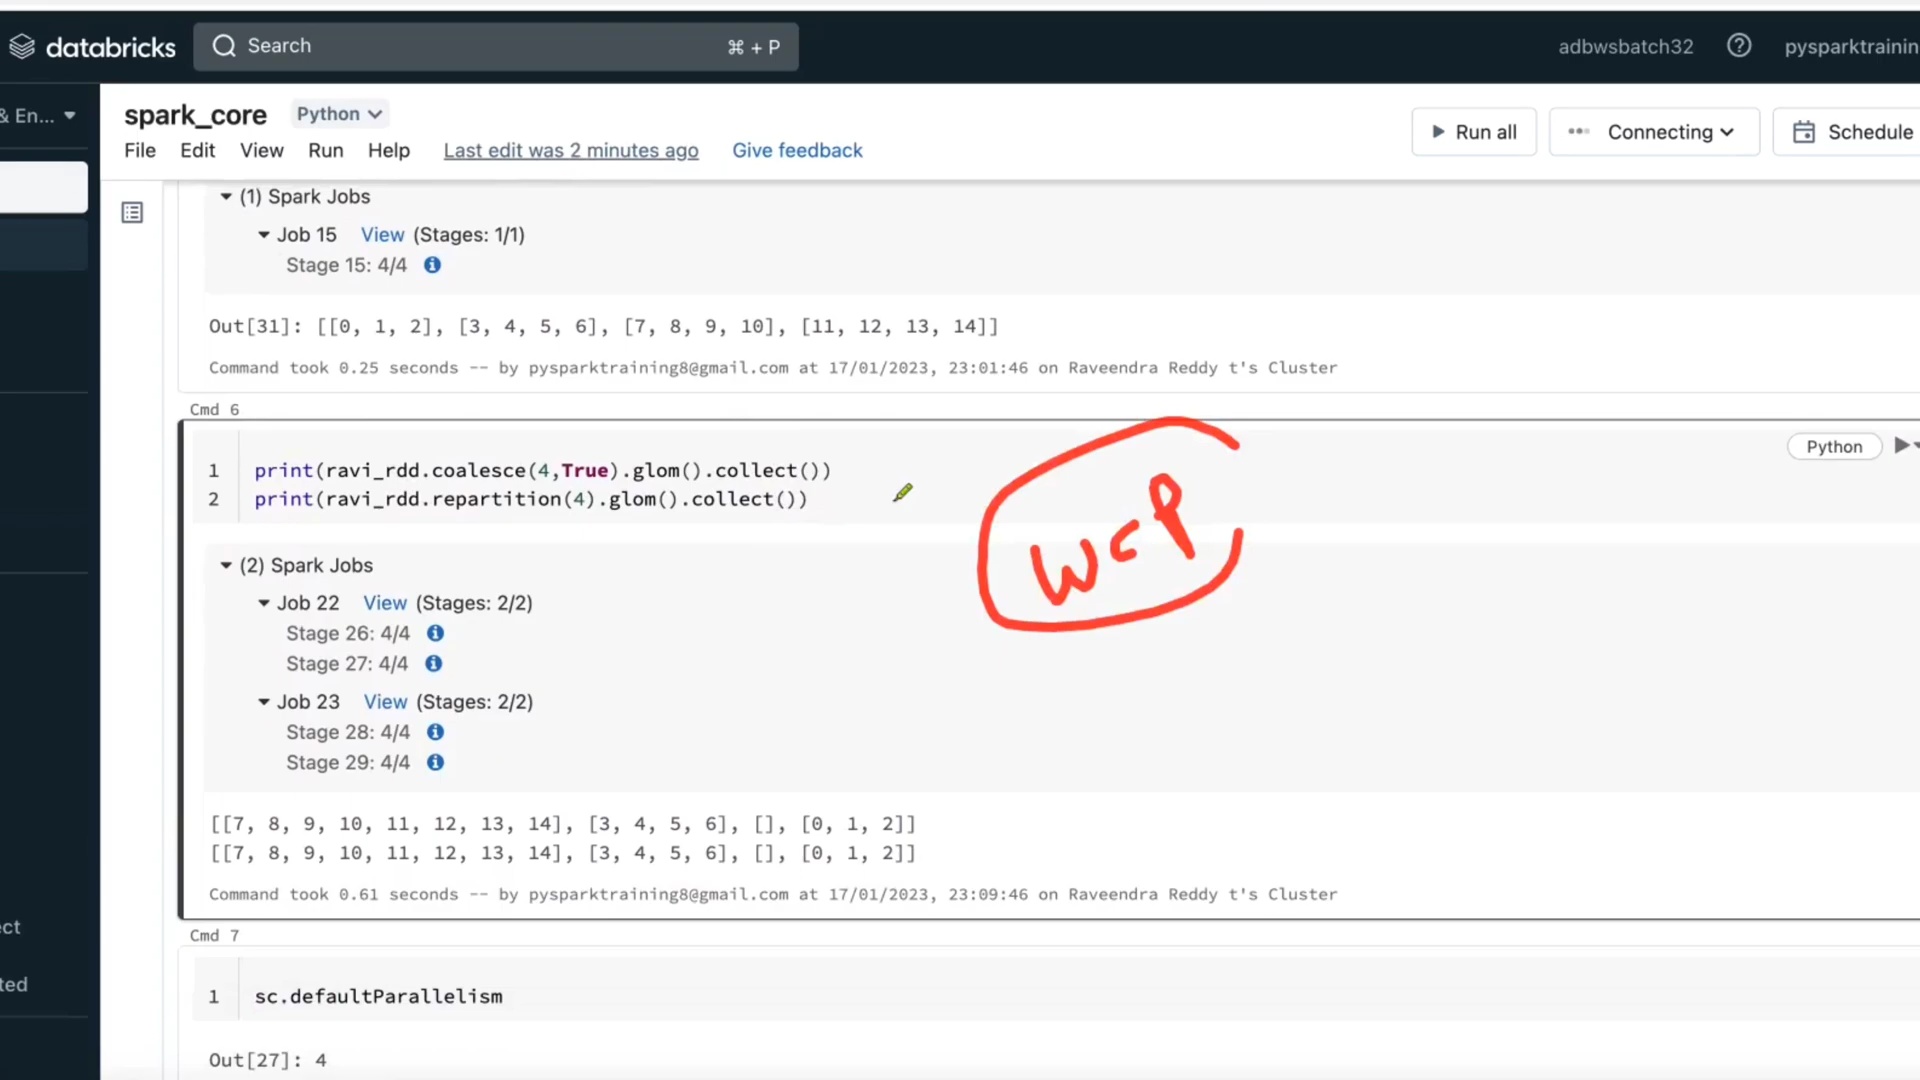 databricks
Search
⌘ + P
adbwsbatch32
pysparktrainin
& En...
spark_core
Python
File Edit View Run Help Last edit was 2 minutes ago Give feedback
Run all
Connecting
Schedule
(1) Spark Jobs
Job 15 View (Stages: 1/1)
Stage 15: 4/4
Out[31]: [[0, 1, 2], [3, 4, 5, 6], [7, 8, 9, 10], [11, 12, 13, 14]]
Command took 0.25 seconds -- by pysparktraining8@gmail.com at 17/01/2023, 23:01:46 on Raveendra Reddy t's Cluster
Cmd 6
Python
1 print(ravi_rdd.coalesce(4,True).glom().collect())
2 print(ravi_rdd.repartition(4).glom().collect())
WCP
(2) Spark Jobs
Job 22 View (Stages: 2/2)
Stage 26: 4/4
Stage 27: 4/4
Job 23 View (Stages: 2/2)
Stage 28: 4/4
Stage 29: 4/4
[[7, 8, 9, 10, 11, 12, 13, 14], [3, 4, 5, 6], [], [0, 1, 2]]
[[7, 8, 9, 10, 11, 12, 13, 14], [3, 4, 5, 6], [], [0, 1, 2]]
Command took 0.61 seconds -- by pysparktraining8@gmail.com at 17/01/2023, 23:09:46 on Raveendra Reddy t's Cluster
ect
Cmd 7
ted
1 sc.defaultParallelism
Out[27]: 4